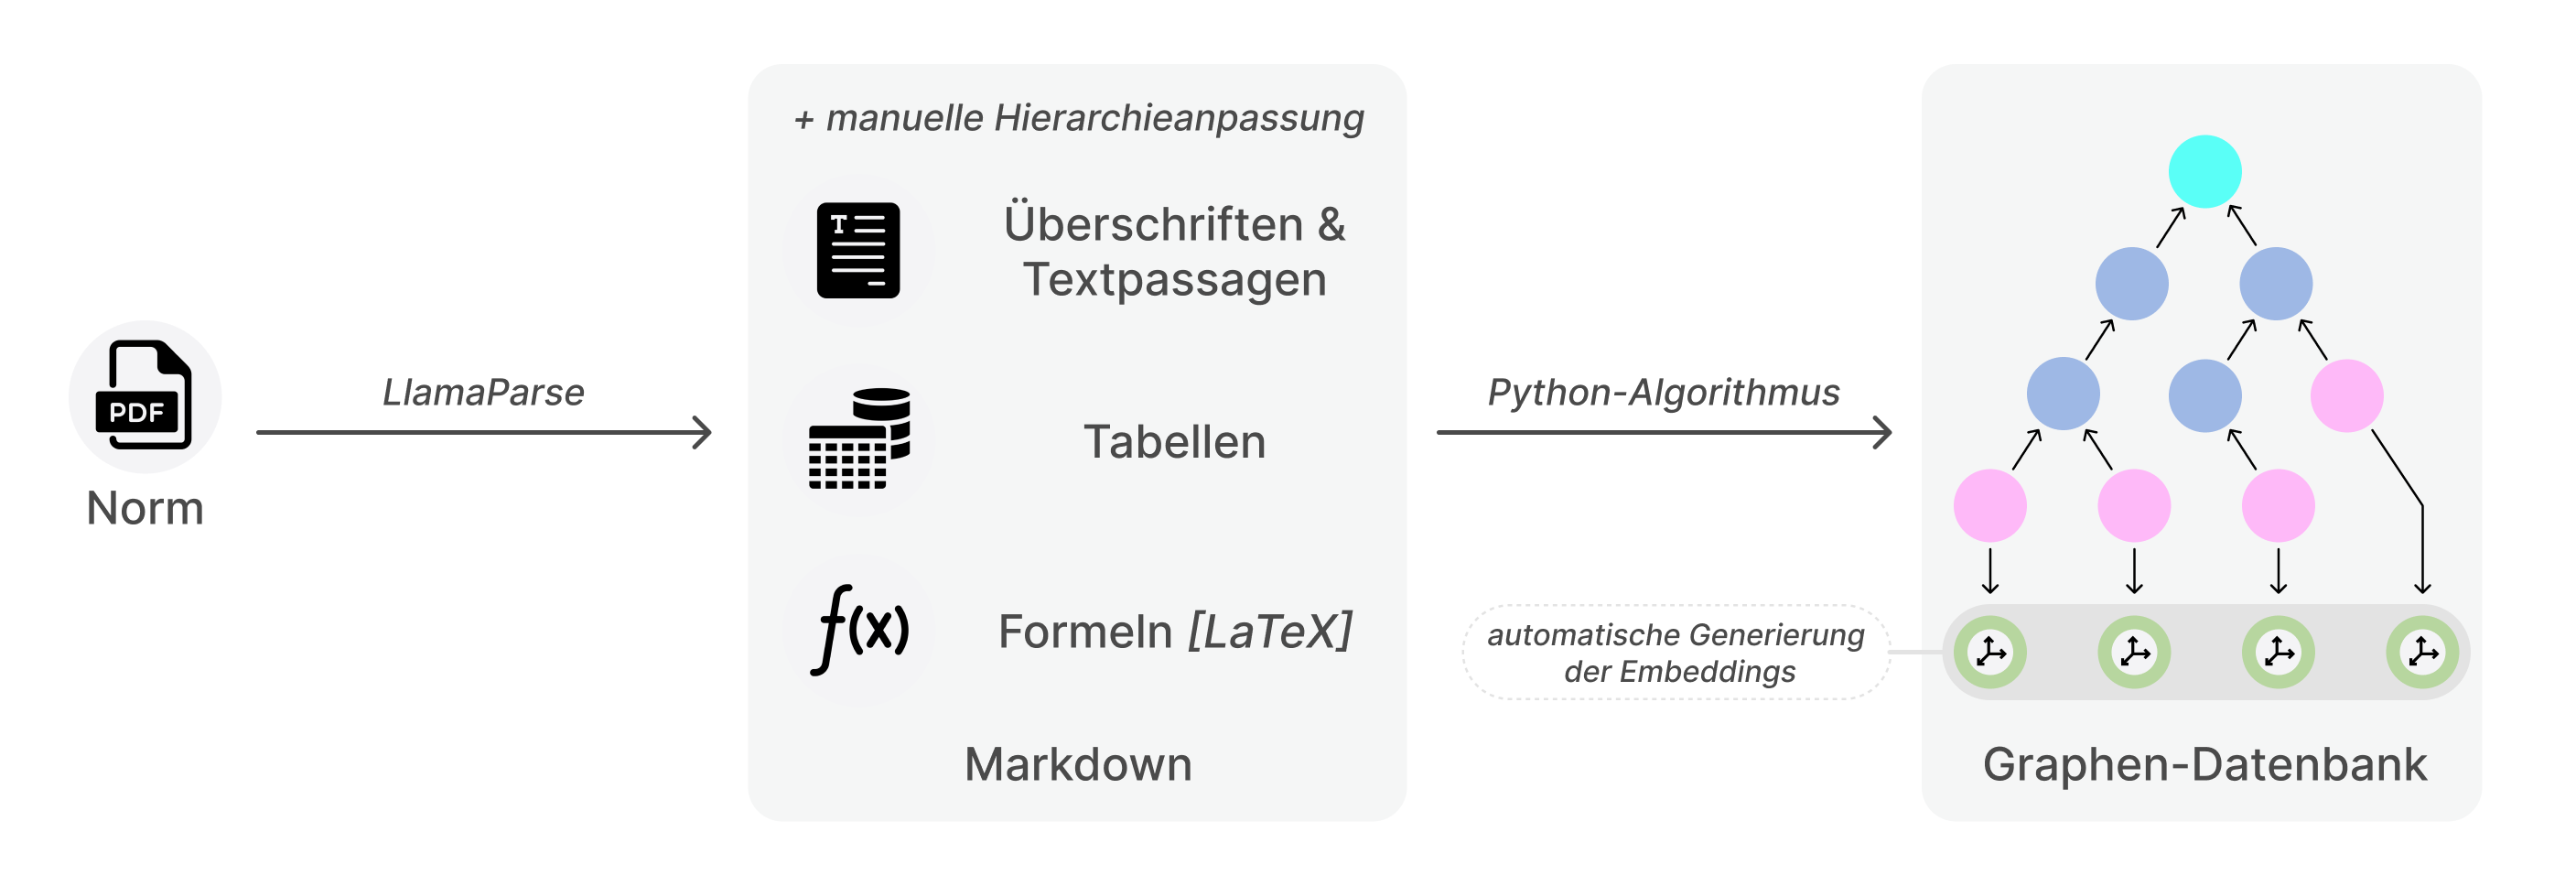 PDF
Norm
LlamaParse
+ manuelle Hierarchieanpassung
T
Überschriften &
Textpassagen
Tabellen
f(x)
Formeln [LaTeX]
Markdown
Python-Algorithmus
automatische Generierung
der Embeddings
Graphen-Datenbank